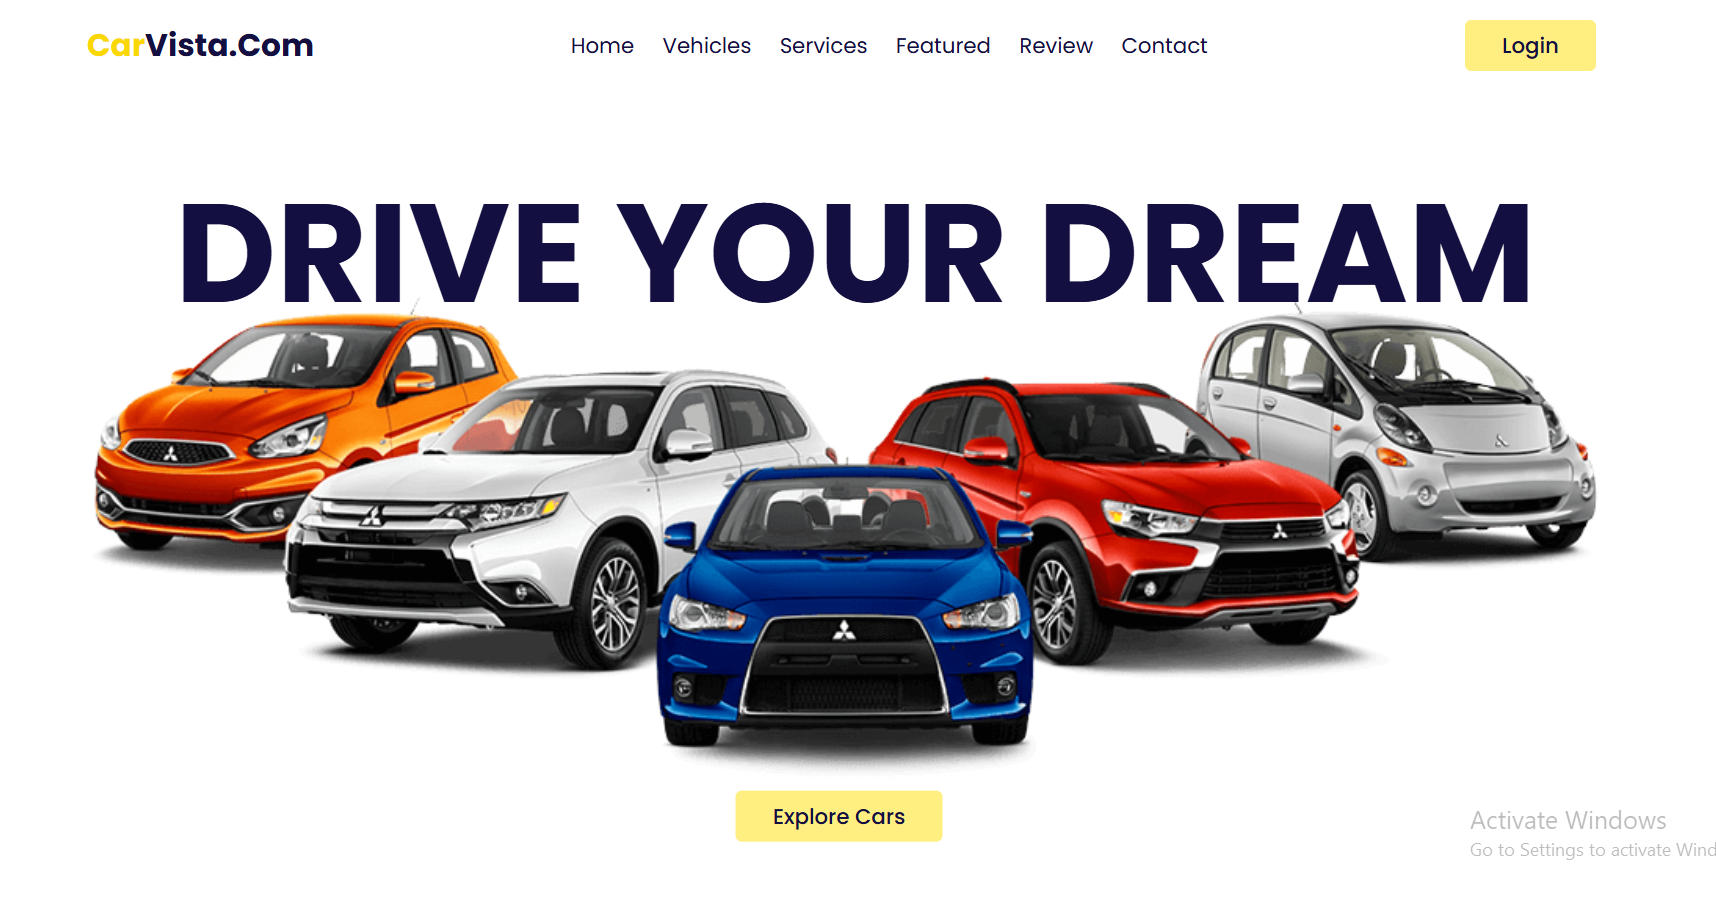 CarVista.Com
Home Vehicles Services Featured Review Contact
Login
DRIVE YOUR DREAM
Explore Cars
Activate Windows
Go to Settings to activate Wind